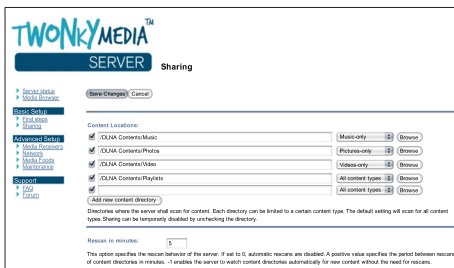 TWONKYMEDIA™
SERVER
Sharing
Server status
Media Browser
Save Changes Cancel
Basic Setup
First steps
Sharing
Advanced Setup
Media Receivers
Network
Media Feeds
Maintenance
Support
FAQ
Forum
Content Locations:
/DLNA Contents/Music Music-only Browse
/DLNA Contents/Photos Pictures-only Browse
/DLNA Contents/Video Videos-only Browse
/DLNA Contents/Playlists All content types Browse
All content types Browse
Add new content directory
Directories where the server shall scan for content. Each directory can be limited to a certain content type. The default setting will scan for all content
types. Sharing can be temporarily disabled by unchecking the directory.
Rescan in minutes: 5
This option specifies the rescan behavior of the server. If set to 0, automatic rescans are disabled. A positive value specifies the period between rescans
of content directories in minutes. -1 enables the server to watch content directories automatically for new content without the need for rescans.